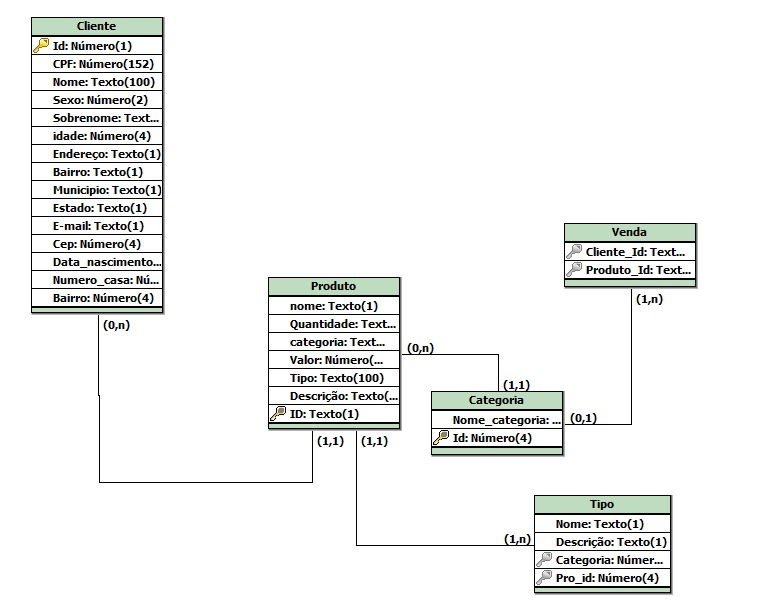 Cliente
Id: Número(1)
CPF: Número(152)
Nome: Texto(100)
Sexo: Número(2)
Sobrenome: Text...
idade: Número(4)
Endereço: Texto(1)
Bairro: Texto(1)
Municipio: Texto(1)
Estado: Texto(1)
E-mail: Texto(1)
Cep: Número(4)
Data_nascimento...
Numero_casa: Nú...
Bairro: Número(4)
(0,n)
Produto
nome: Texto(1)
Quantidade: Text...
categoria: Text...
Valor: Número(...
Tipo: Texto(100)
Descrição: Texto(...
ID: Texto(1)
(0,n)
(1,1)
(1,1)
Venda
Cliente_Id: Text...
Produto_Id: Text...
(1,n)
(1,1)
Categoria
Nome_categoria: ...
Id: Número(4)
(0,1)
(1,n)
Tipo
Nome: Texto(1)
Descrição: Texto(1)
Categoria: Númer...
Pro_id: Número(4)